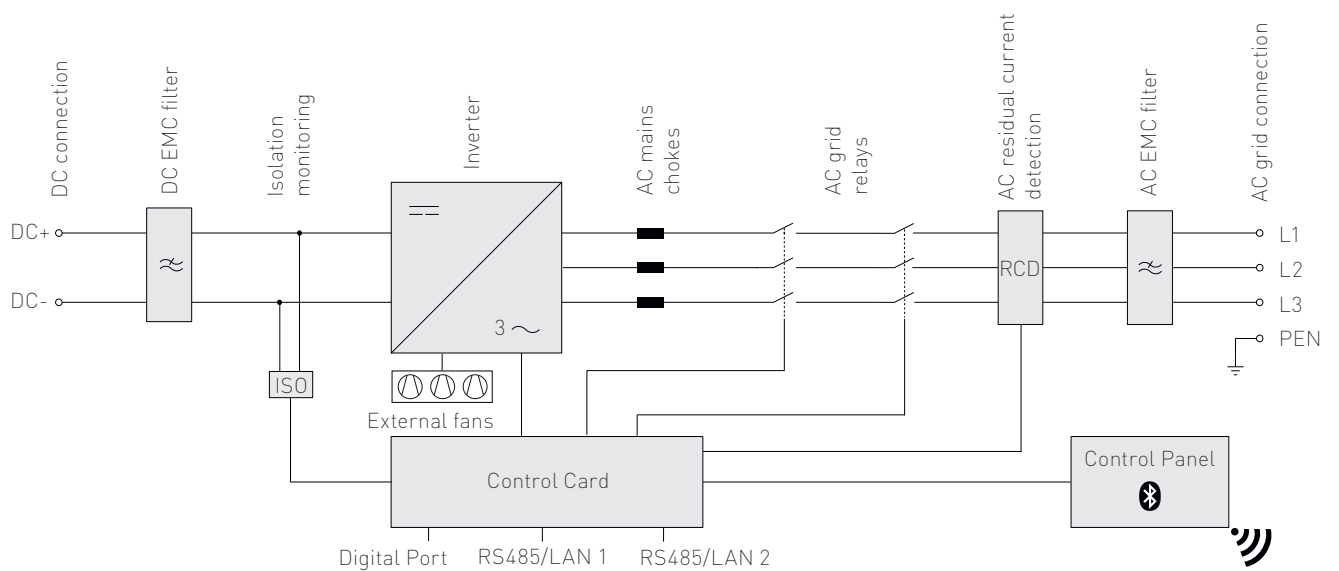 DC connection
DC EMC filter
Isolation
monitoring
Inverter
AC mains
chokes
AC grid
relays
AC residual current
detection
AC EMC filter
AC grid connection
DC+
L1
RCD
L2
DC-
L3
3
PEN
ISO
External fans
Control Card
Control Panel
Digital Port
RS485/LAN 1
RS485/LAN 2